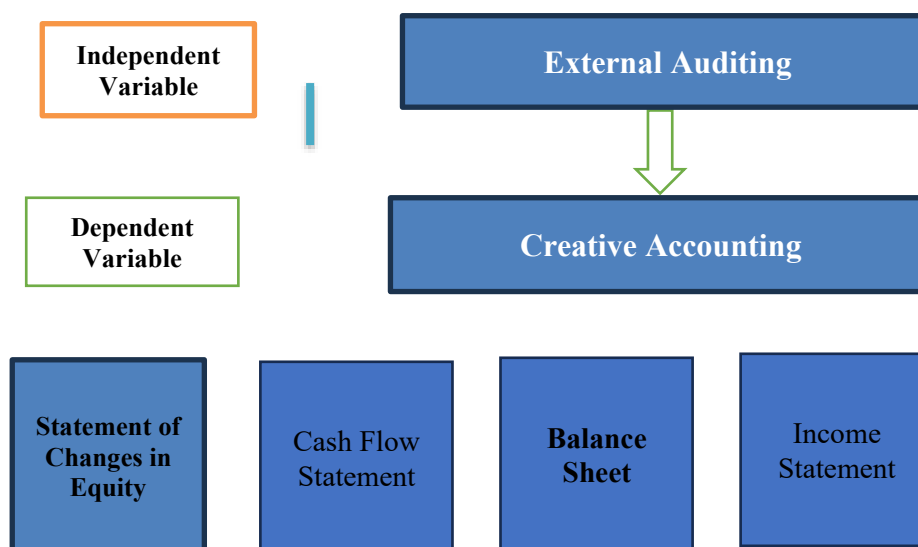 Independent
Variable
External Auditing
Dependent
Variable
Creative Accounting
Statement of
Changes in
Equity
Cash Flow
Statement
Balance
Sheet
Income
Statement